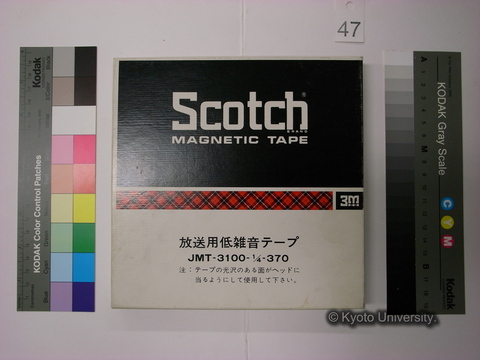 47
Kodak
KODAK Color Control Patches
Scotch
BRAND
MAGNETIC TAPE
3M
放送用低雑音テープ
JMT-3100-¼-370
注：テープの光沢のある面がヘッドに
当るようにして使用して下さい。
KODAK Gray Scale
C
Y
M
Kodak
A
M
B
© Kyoto University.